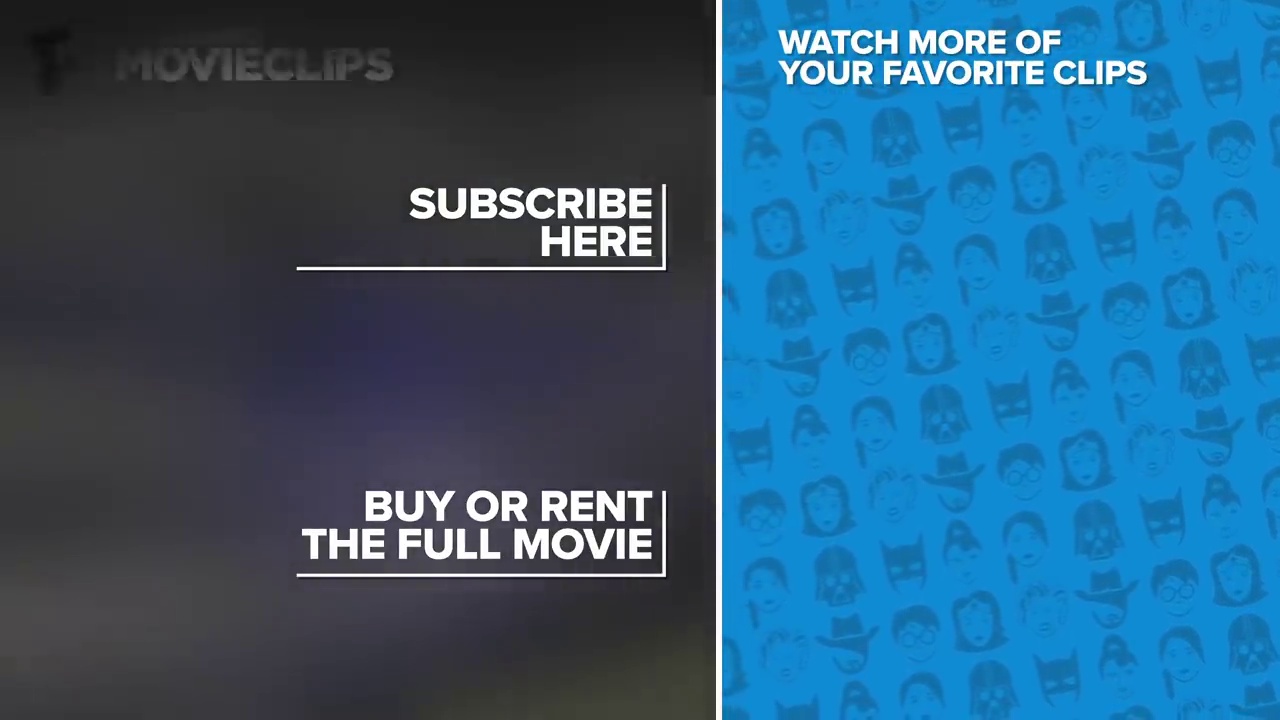 MOVIECLIPS
SUBSCRIBE
HERE
BUY OR RENT
THE FULL MOVIE
WATCH MORE OF
YOUR FAVORITE CLIPS